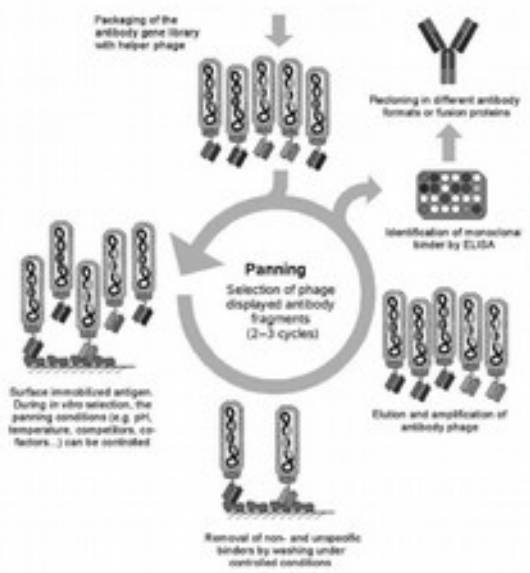 Packaging of the
antibody gene library
with helper phage
Recloning in different antibody
formats or fusion proteins
Identification of monoclonal
binder by ELISA
Panning
Selection of phage
displayed antibody
fragments
(2-3 cycles)
Surface immobilized antigen.
During in vitro selection, the
panning conditions (e.g. pH,
temperature, competitors, co-
factors...) can be controlled
Elution and amplification of
antibody phage
Removal of non- and unspecific
binders by washing under
controlled conditions